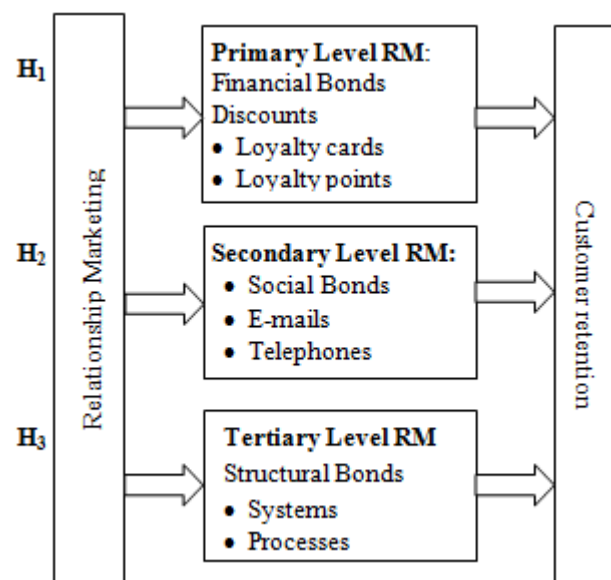 Relationship Marketing
H₁
Primary Level RM:
Financial Bonds
Discounts
• Loyalty cards
• Loyalty points
H₂
Secondary Level RM:
• Social Bonds
• E-mails
• Telephones
H₃
Tertiary Level RM
Structural Bonds
• Systems
• Processes
Customer retention